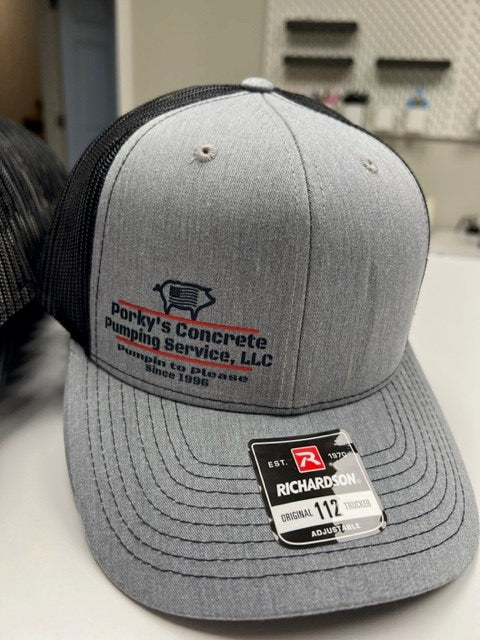 Porky's Concrete
Pumping Service, LLC
Pumpin to Please
Since 1996
EST. R 1970
RICHARDSON®
ORIGINAL 112 TRUCKER
ADJUSTABLE